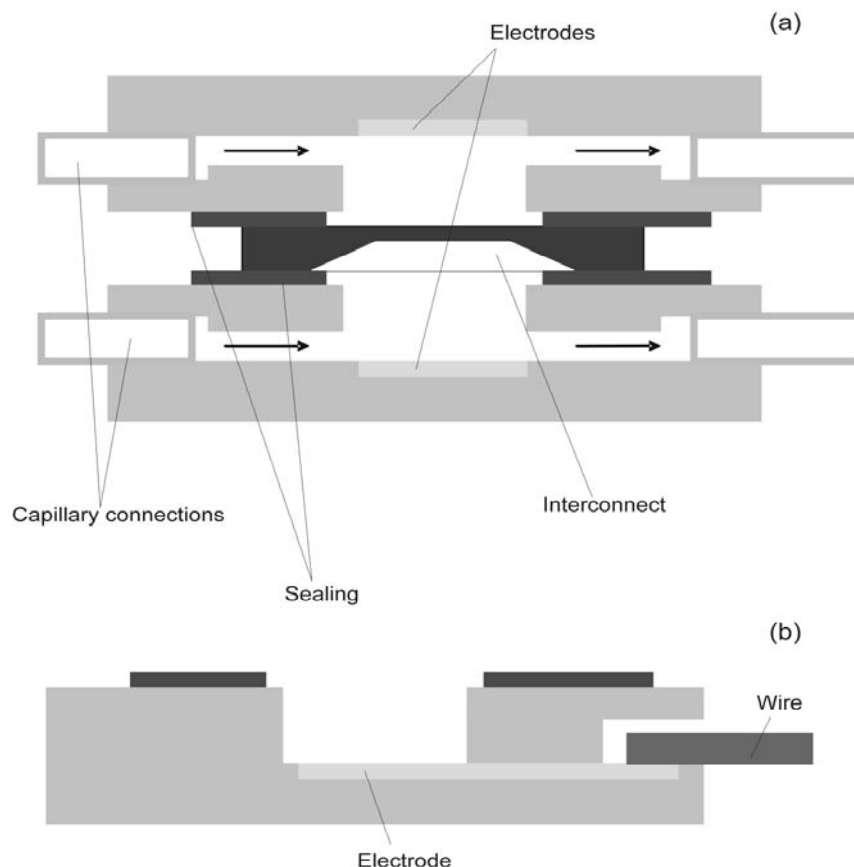 (a)
Electrodes
Interconnect
Capillary connections
Sealing
(b)
Wire
Electrode